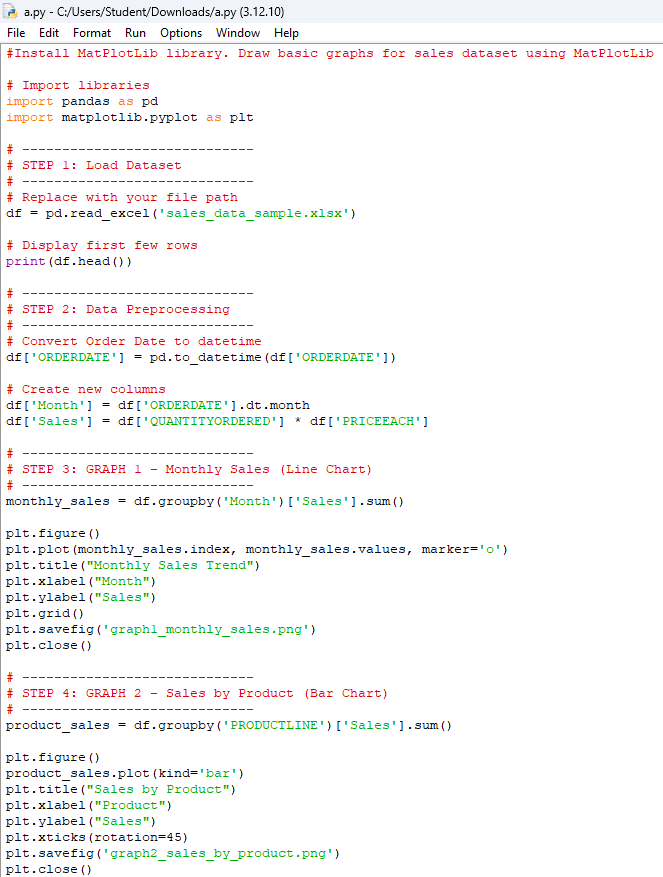 a.py - C:/Users/Student/Downloads/a.py (3.12.10)
File Edit Format Run Options Window Help
#Install MatPlotLib library. Draw basic graphs for sales dataset using MatPlotLib
# Import libraries
import pandas as pd
import matplotlib.pyplot as plt
# -----------------------------
# STEP 1: Load Dataset
# -----------------------------
# Replace with your file path
df = pd.read_excel('sales_data_sample.xlsx')
# Display first few rows
print(df.head())
# -----------------------------
# STEP 2: Data Preprocessing
# -----------------------------
# Convert Order Date to datetime
df['ORDERDATE'] = pd.to_datetime(df['ORDERDATE'])
# Create new columns
df['Month'] = df['ORDERDATE'].dt.month
df['Sales'] = df['QUANTITYORDERED'] * df['PRICEEACH']
# -----------------------------
# STEP 3: GRAPH 1 - Monthly Sales (Line Chart)
# -----------------------------
monthly_sales = df.groupby('Month')['Sales'].sum()
plt.figure()
plt.plot(monthly_sales.index, monthly_sales.values, marker='o')
plt.title("Monthly Sales Trend")
plt.xlabel("Month")
plt.ylabel("Sales")
plt.grid()
plt.savefig('graph1_monthly_sales.png')
plt.close()
# -----------------------------
# STEP 4: GRAPH 2 - Sales by Product (Bar Chart)
# -----------------------------
product_sales = df.groupby('PRODUCTLINE')['Sales'].sum()
plt.figure()
product_sales.plot(kind='bar')
plt.title("Sales by Product")
plt.xlabel("Product")
plt.ylabel("Sales")
plt.xticks(rotation=45)
plt.savefig('graph2_sales_by_product.png')
plt.close()